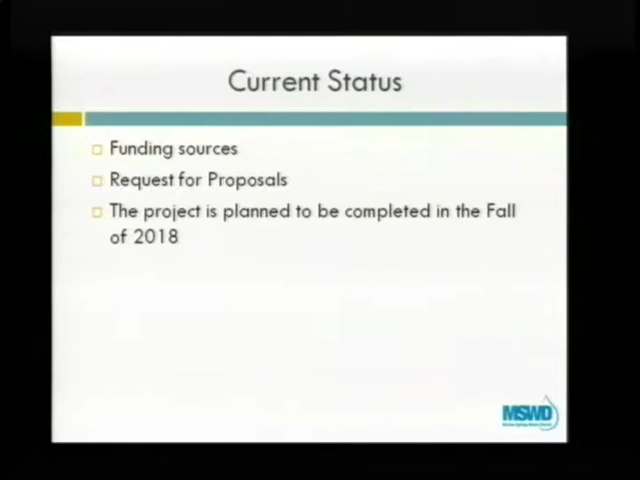 Current Status
Funding sources
Request for Proposals
The project is planned to be completed in the Fall
of 2018
MSWD